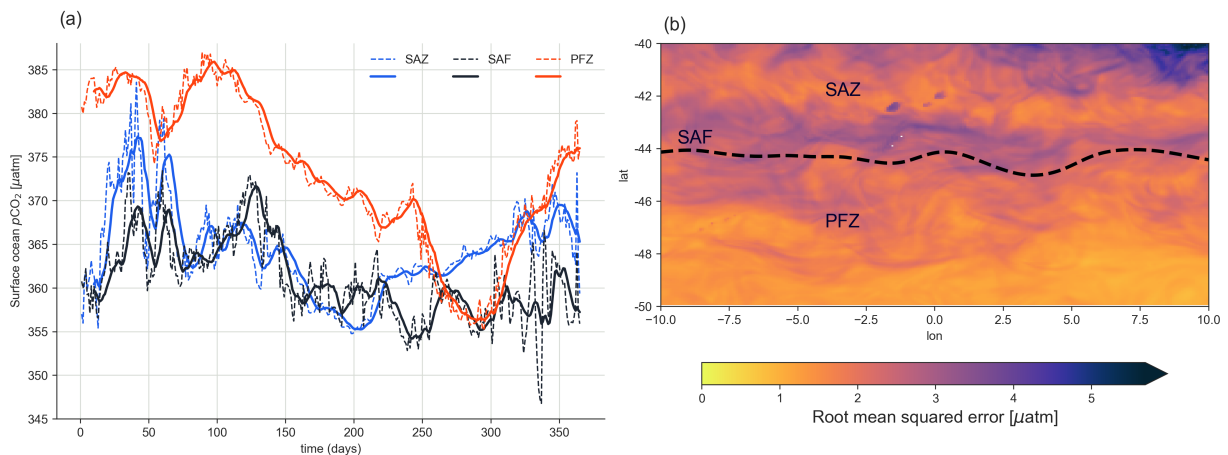 (a)
SAZ SAF PFZ
385
380
375
370
365
360
355
350
345
Surface ocean pCO₂ [μatm]
0 50 100 150 200 250 300 350
time (days)
(b)
-40
-42
-44
-46
-48
-50
lat
SAZ
SAF
PFZ
−10.0 −7.5 −5.0 −2.5 0.0 2.5 5.0 7.5 10.0
lon
0 1 2 3 4 5
Root mean squared error [μatm]